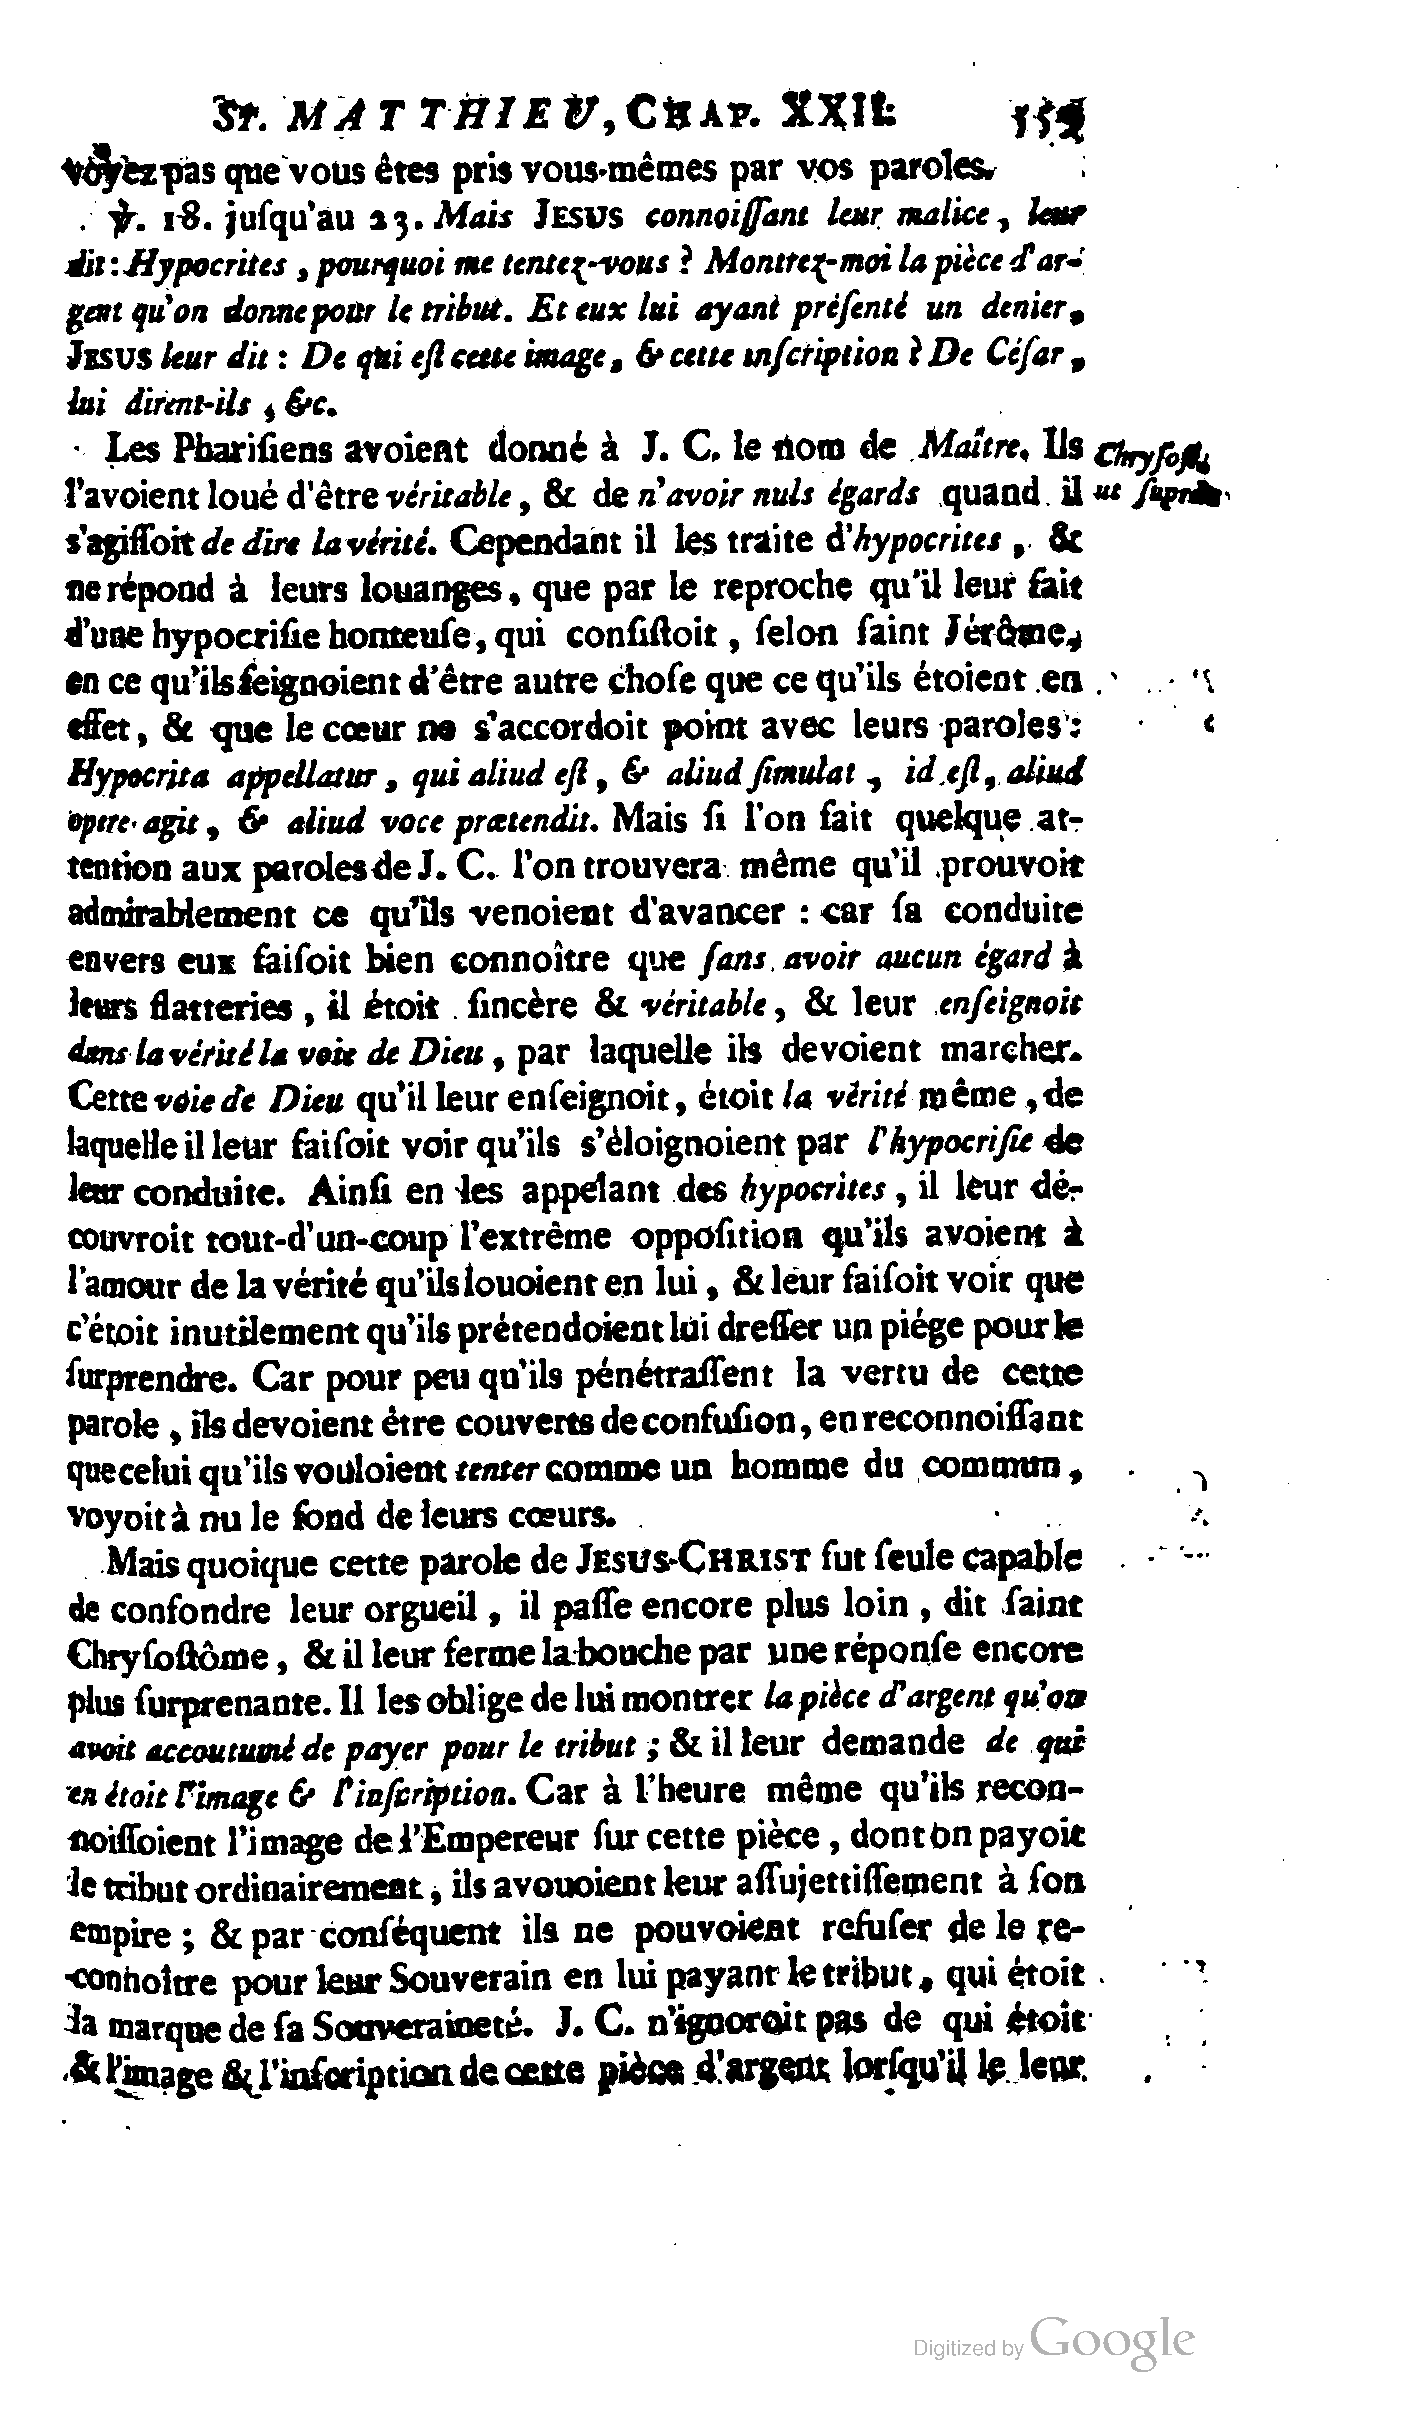 St. MATTHIEU, CHAP. XXII.
voyez pas que vous êtes pris vous-mêmes par vos paroles.
℣. 18. juſqu'au 23. Mais JESUS connoiſſant leur malice, leur
dit: Hypocrites, pourquoi me tentez-vous? Montrez-moi la pièce d'ar-
gent qu'on donne pour le tribut. Et eux lui ayant préſenté un denier,
JESUS leur dit: De qui eſt cette image, & cette inſcription? De Céſar,
lui dirent-ils, &c.
Les Phariſiens avoient donné à J. C. le nom de Maître. Ils
l'avoient loué d'être véritable, & de n'avoir nuls égards quand il
s'agiſſoit de dire la vérité. Cependant il les traite d'hypocrites, &
ne répond à leurs louanges, que par le reproche qu'il leur fait
d'une hypocriſie honteuſe, qui conſiſtoit, ſelon ſaint Jérôme,
en ce qu'ils feignoient d'être autre choſe que ce qu'ils étoient en
effet, & que le cœur ne s'accordoit point avec leurs paroles:
Hypocrita appellatur, qui aliud eſt, & aliud ſimulat, id eſt, aliud
opere agit, & aliud voce prætendit. Mais ſi l'on fait quelque at-
tention aux paroles de J. C. l'on trouvera même qu'il prouvoit
admirablement ce qu'ils venoient d'avancer : car ſa conduite
envers eux faiſoit bien connoître que ſans avoir aucun égard à
leurs flatteries, il étoit ſincère & véritable, & leur enſeignoit
dans la vérité la voie de Dieu, par laquelle ils devoient marcher.
Cette voie de Dieu qu'il leur enſeignoit, étoit la vérité même, de
laquelle il leur faiſoit voir qu'ils s'éloignoient par l'hypocriſie de
leur conduite. Ainſi en les appelant des hypocrites, il leur dé-
couvroit tout-d'un-coup l'extrême oppoſition qu'ils avoient à
l'amour de la vérité qu'ils louoient en lui, & leur faiſoit voir que
c'étoit inutilement qu'ils prétendoient lui dreſſer un piége pour le
ſurprendre. Car pour peu qu'ils pénétraſſent la vertu de cette
parole, ils devoient être couverts de confuſion, en reconnoiſſant
que celui qu'ils vouloient tenter comme un homme du commun,
voyoit à nu le fond de leurs cœurs.
Mais quoique cette parole de JESUS-CHRIST fut ſeule capable
de confondre leur orgueil, il paſſe encore plus loin, dit ſaint
Chryſoſtôme, & il leur ferme la bouche par une réponſe encore
plus ſurprenante. Il les oblige de lui montrer la pièce d'argent qu'on
avoit accoutumé de payer pour le tribut; & il leur demande de qui
en étoit l'image & l'inſcription. Car à l'heure même qu'ils recon-
noiſſoient l'image de l'Empereur ſur cette pièce, dont on payoit
le tribut ordinairement, ils avouoient leur aſſujettiſſement à ſon
empire; & par conſéquent ils ne pouvoient refuſer de le re-
connoître pour leur Souverain en lui payant le tribut, qui étoit
la marque de ſa Souveraineté. J. C. n'ignoroit pas de qui étoit
& l'image & l'inſcription de cette pièce d'argent lorſqu'il le leur
Chryſoſt.
ut ſuprà.
Digitized by Google